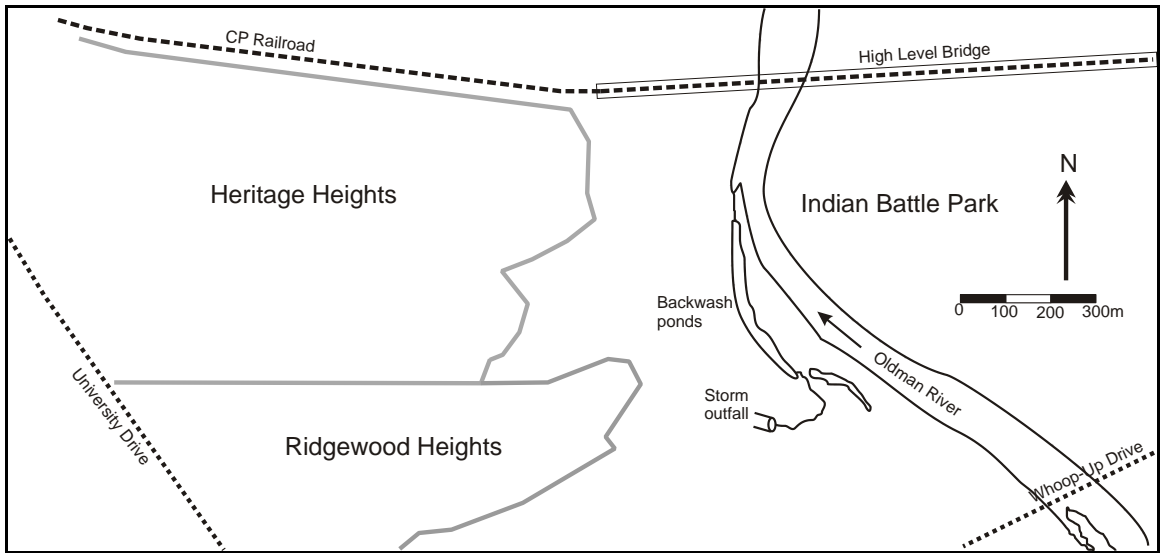 CP Railroad
High Level Bridge
N
Heritage Heights
Indian Battle Park
Backwash
ponds
0 100 200 300m
Oldman River
University Drive
Storm
outfall
Ridgewood Heights
Whoop-Up Drive